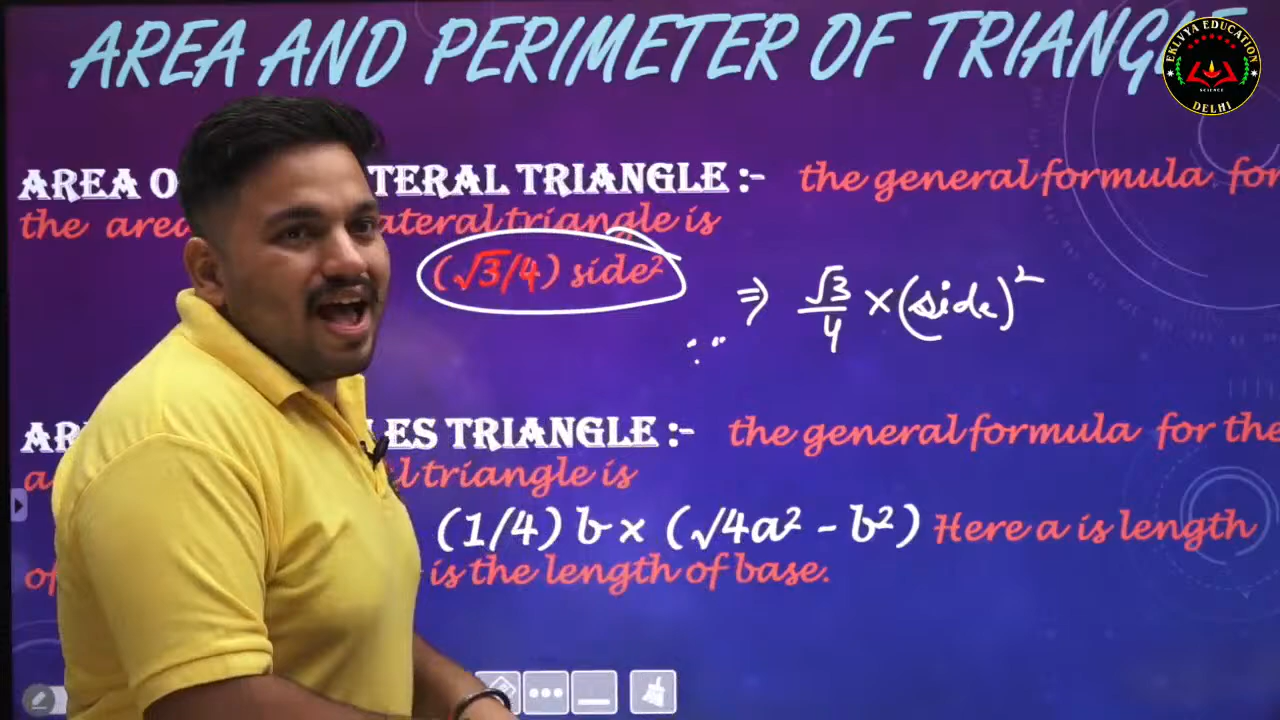 AREA AND PERIMETER OF TRIANGLE
EKLVYA EDUCATION
SCIENCE
DELHI
AREA O TERAL TRIANGLE :- the general formula for
the area ateral triangle is
(√3/4) side²
⇒ √3/4 × (side)²
AR LES TRIANGLE :- the general formula for the
a l triangle is
(1/4) b × (√4a² - b²) Here a is length
of is the length of base.